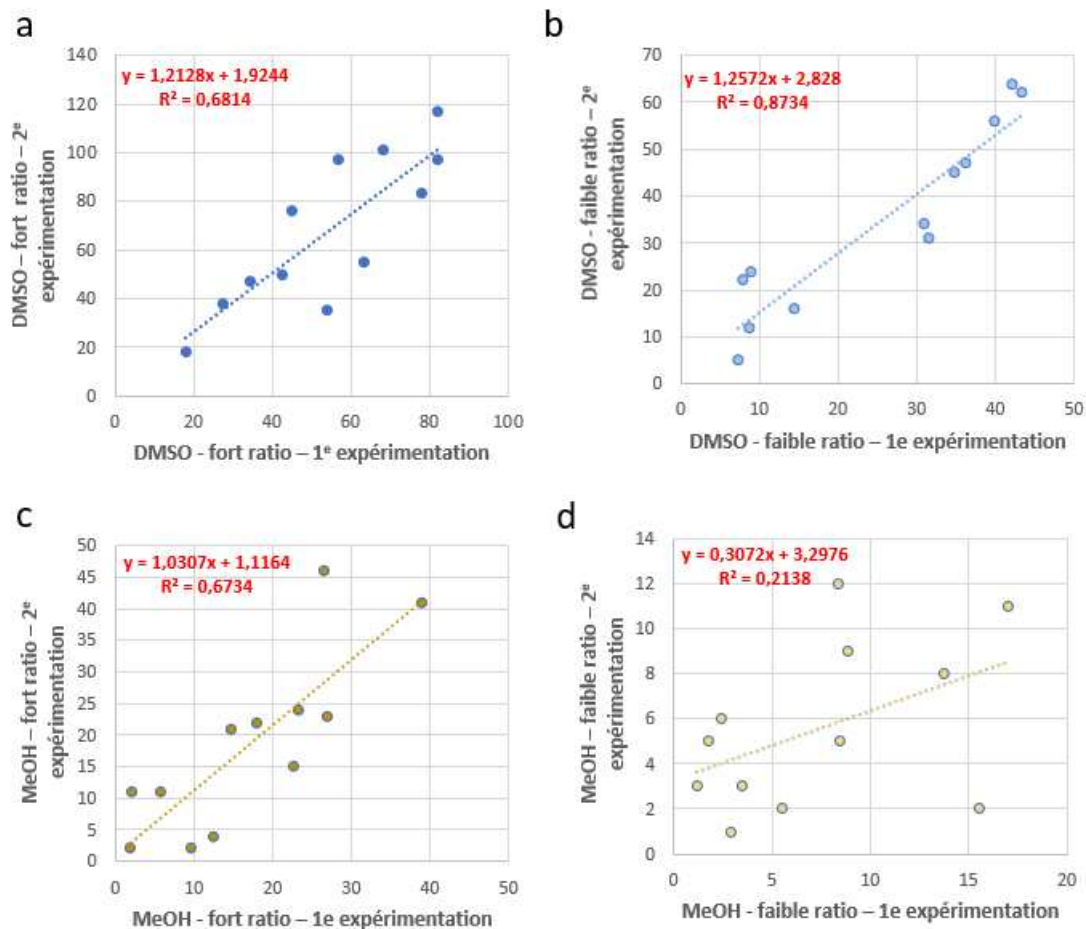 a
140
120
100
80
60
40
20
0
y = 1,2128x + 1,9244
R² = 0,6814
DMSO – fort ratio – 2e
expérimentation
0 20 40 60 80 100
DMSO - fort ratio – 1e expérimentation
b
70
60
50
40
30
20
10
0
y = 1,2572x + 2,828
R² = 0,8734
DMSO - faible ratio – 2e
expérimentation
0 10 20 30 40 50
DMSO - faible ratio – 1e expérimentation
c
50
45
40
35
30
25
20
15
10
5
0
y = 1,0307x + 1,1164
R² = 0,6734
MeOH – fort ratio – 2e
expérimentation
0 10 20 30 40 50
MeOH - fort ratio – 1e expérimentation
d
14
12
10
8
6
4
2
0
y = 0,3072x + 3,2976
R² = 0,2138
MeOH – faible ratio – 2e
expérimentation
0 5 10 15 20
MeOH - faible ratio – 1e expérimentation